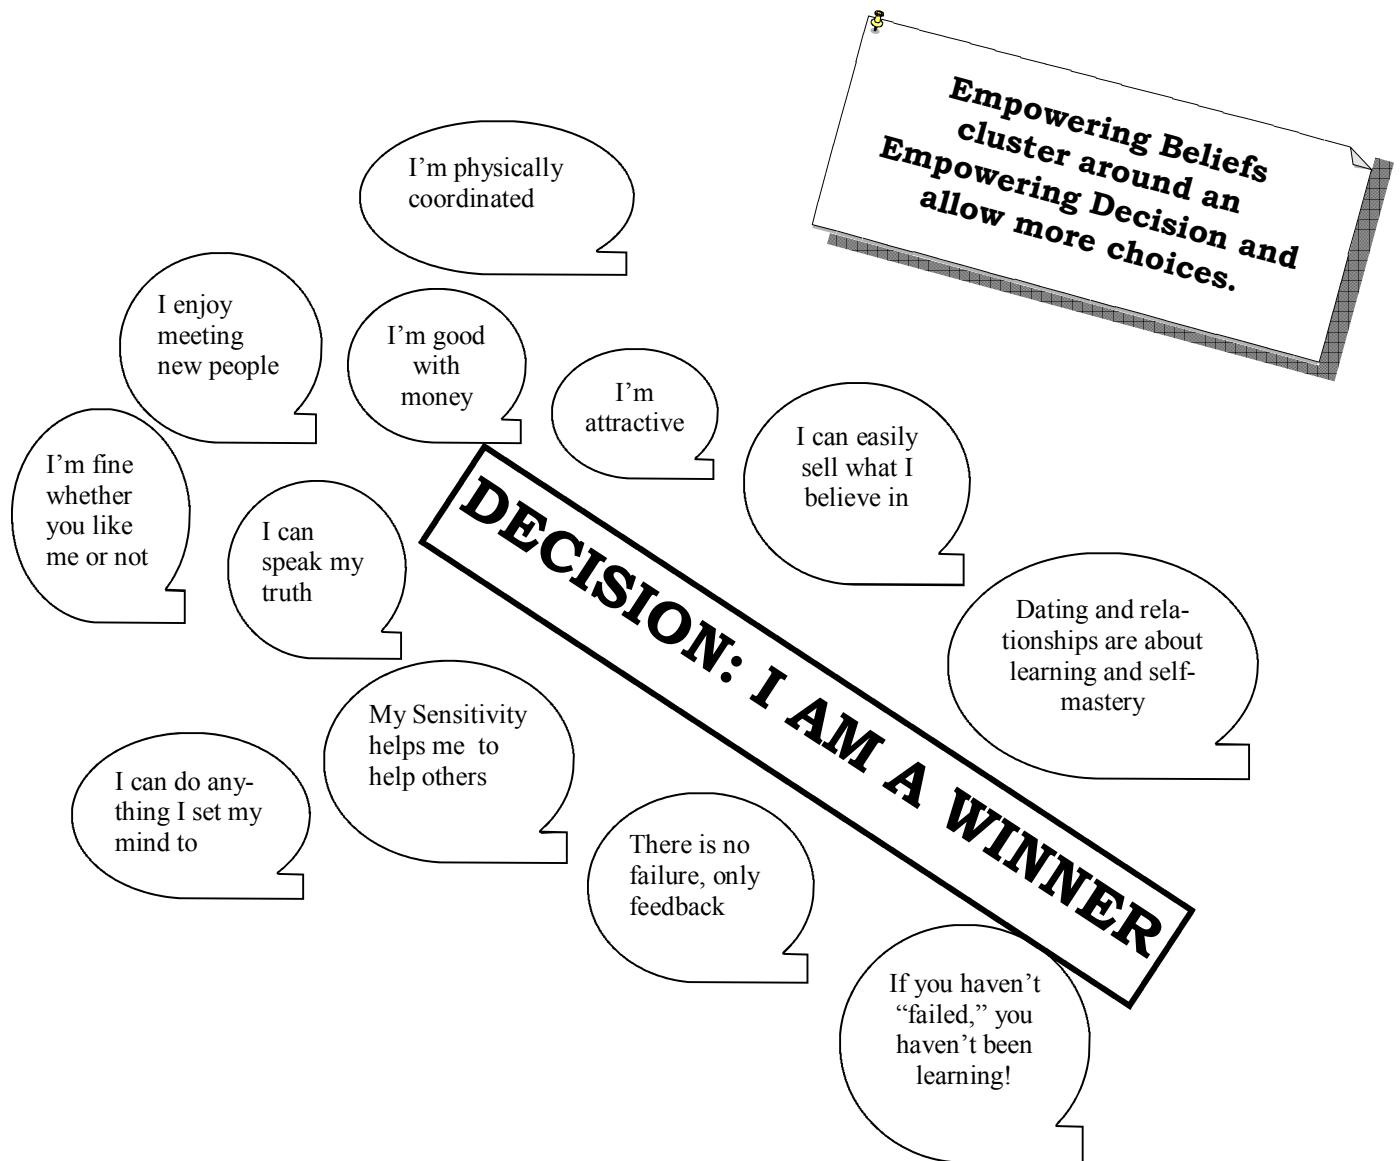 Empowering Beliefs
cluster around an
Empowering Decision and
allow more choices.
I’m physically
coordinated
I enjoy
meeting
new people
I’m good
with
money
I’m
attractive
I can easily
sell what I
believe in
I’m fine
whether
you like
me or not
I can
speak my
truth
DECISION: I AM A WINNER
Dating and rela-
tionships are about
learning and self-
mastery
My Sensitivity
helps me  to
help others
I can do any-
thing I set my
mind to
There is no
failure, only
feedback
If you haven’t
“failed,” you
haven’t been
learning!